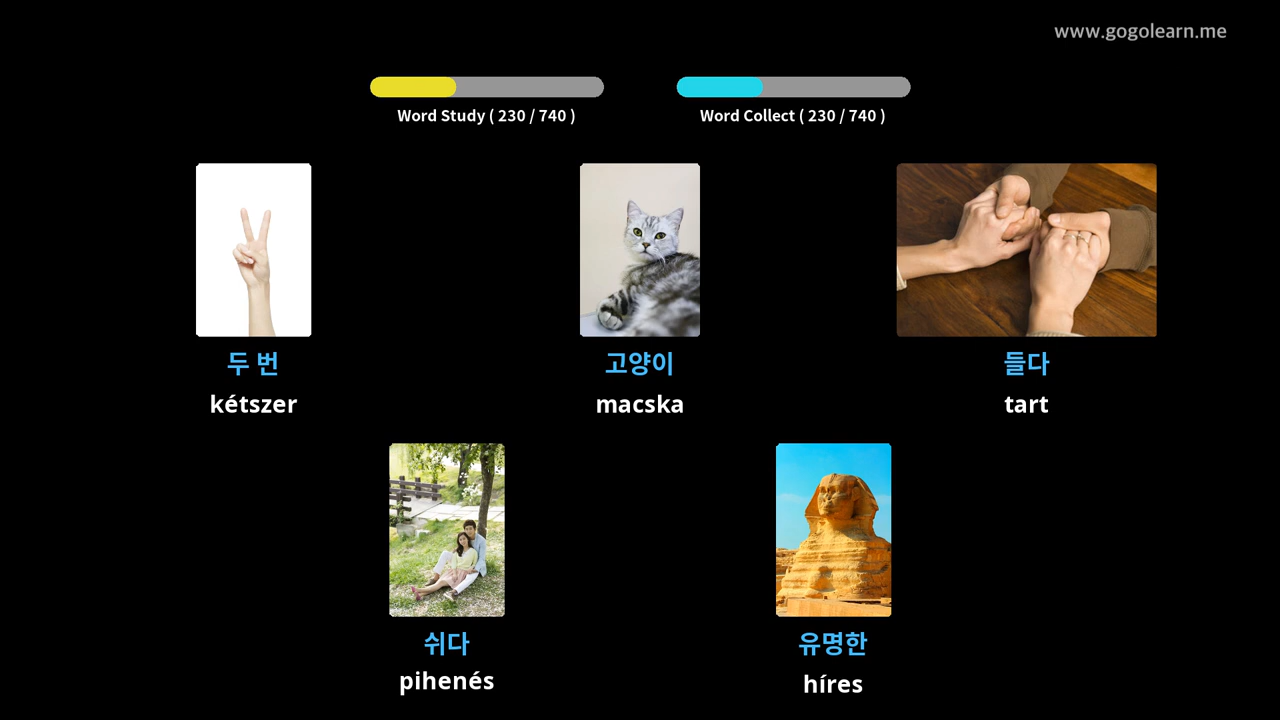 www.gogolearn.me
Word Study ( 230 / 740 )
Word Collect ( 230 / 740 )
두 번
kétszer
고양이
macska
들다
tart
쉬다
pihenés
유명한
híres